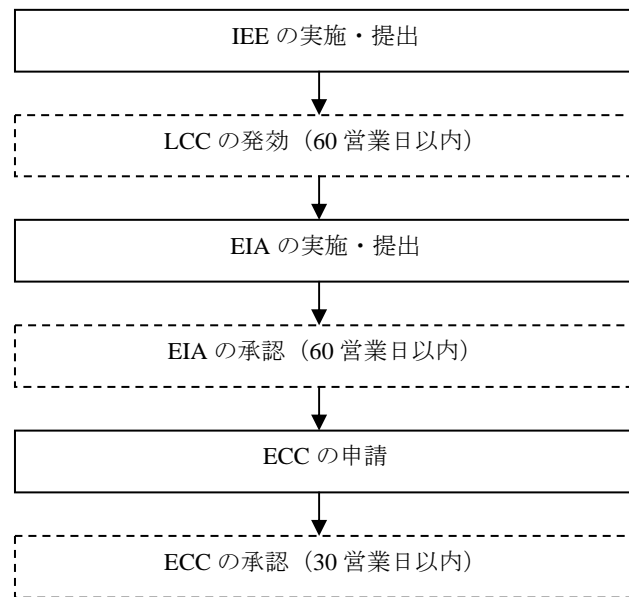 IEE の実施・提出
LCC の発効（60 営業日以内）
EIA の実施・提出
EIA の承認（60 営業日以内）
ECC の申請
ECC の承認（30 営業日以内）